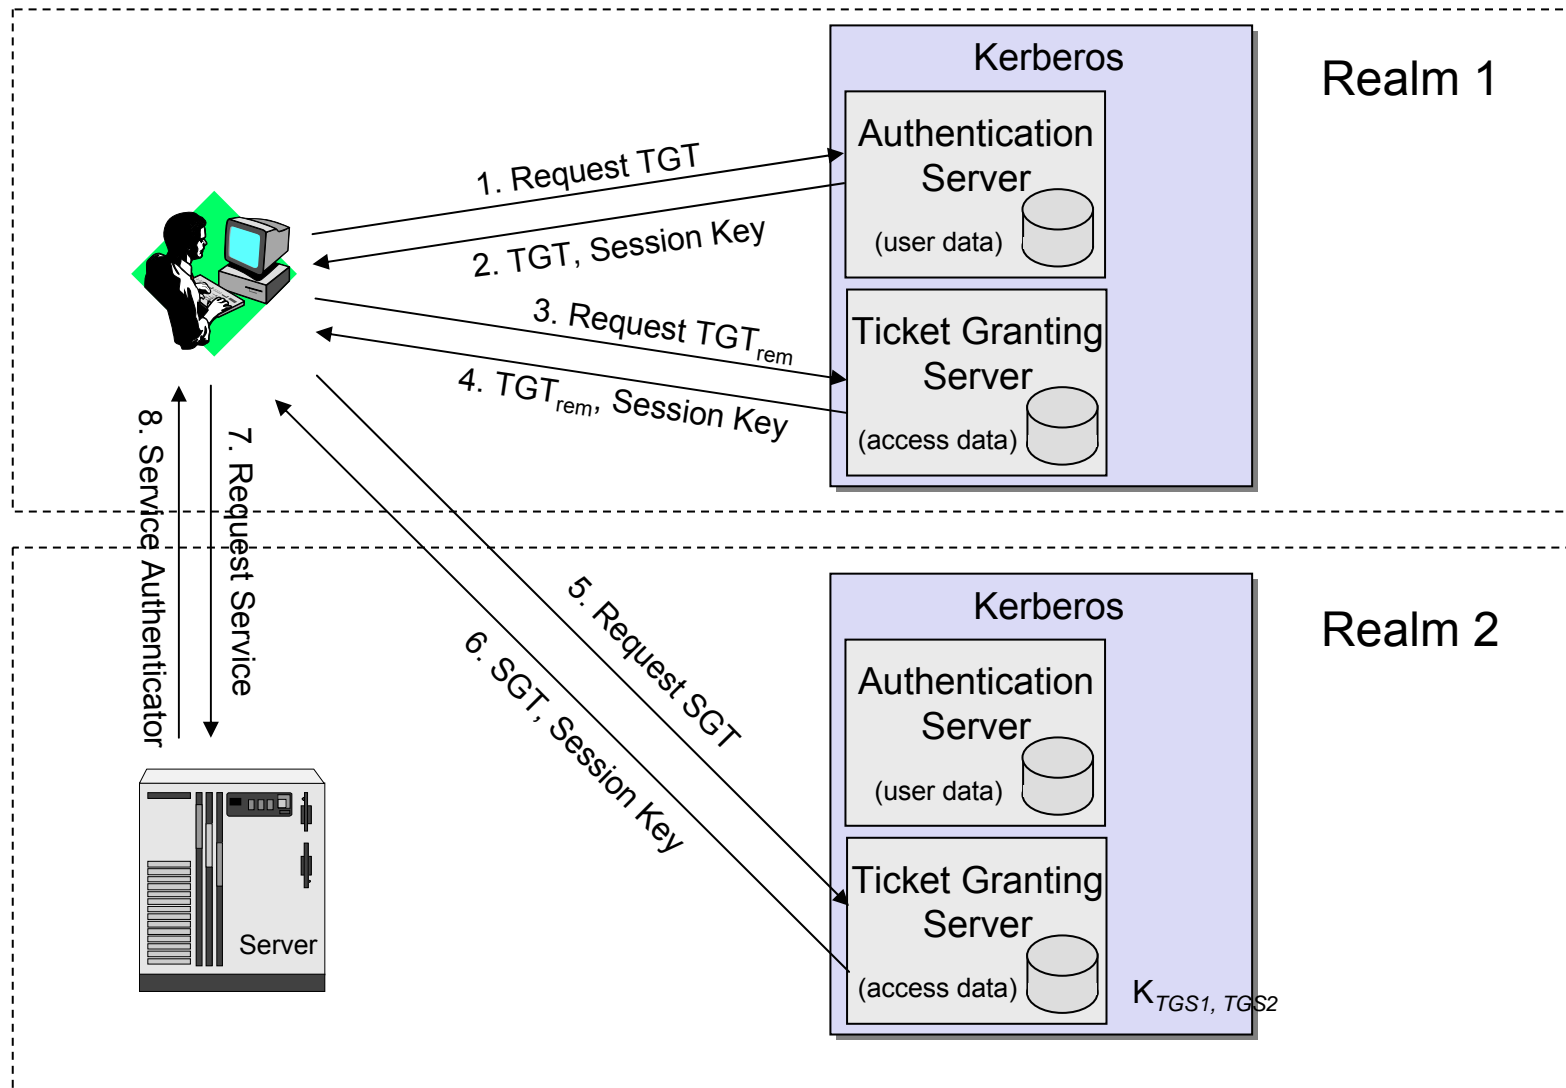 Kerberos
Realm 1
Authentication
Server
(user data)
1. Request TGT
2. TGT, Session Key
3. Request TGTrem
4. TGTrem, Session Key
Ticket Granting
Server
(access data)
8. Service Authenticator
7. Request Service
5. Request SGT
6. SGT, Session Key
Kerberos
Realm 2
Authentication
Server
(user data)
Ticket Granting
Server
(access data)
KTGS1, TGS2
Server